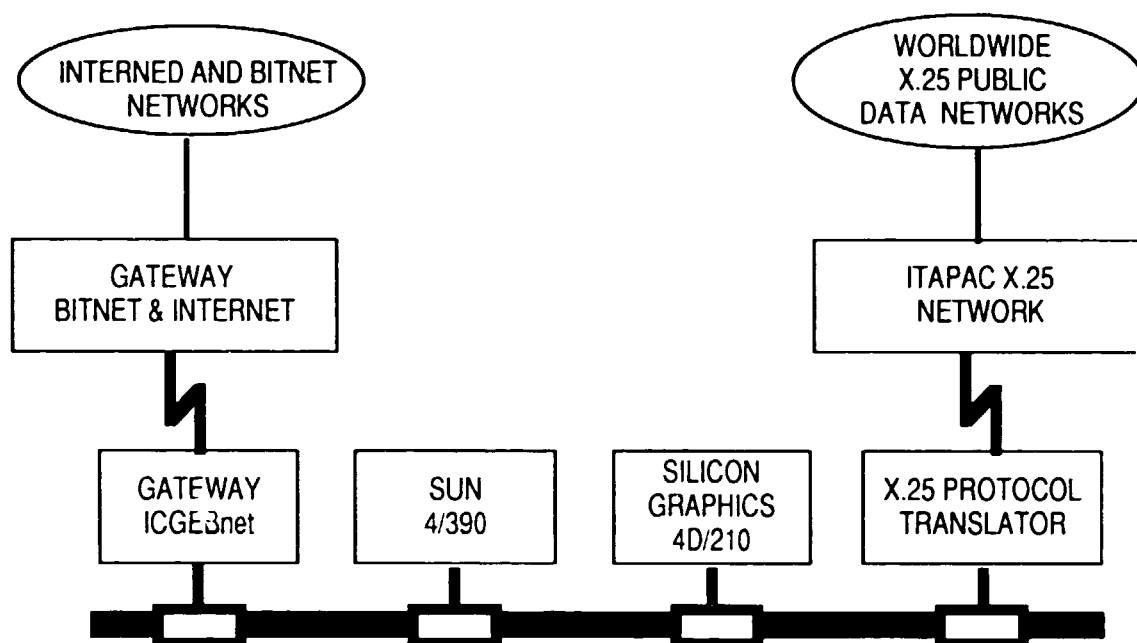 INTERNED AND BITNET
NETWORKS
WORLDWIDE
X.25 PUBLIC
DATA NETWORKS
GATEWAY
BITNET & INTERNET
ITAPAC X.25
NETWORK
GATEWAY
ICGEBnet
SUN
4/390
SILICON
GRAPHICS
4D/210
X.25 PROTOCOL
TRANSLATOR